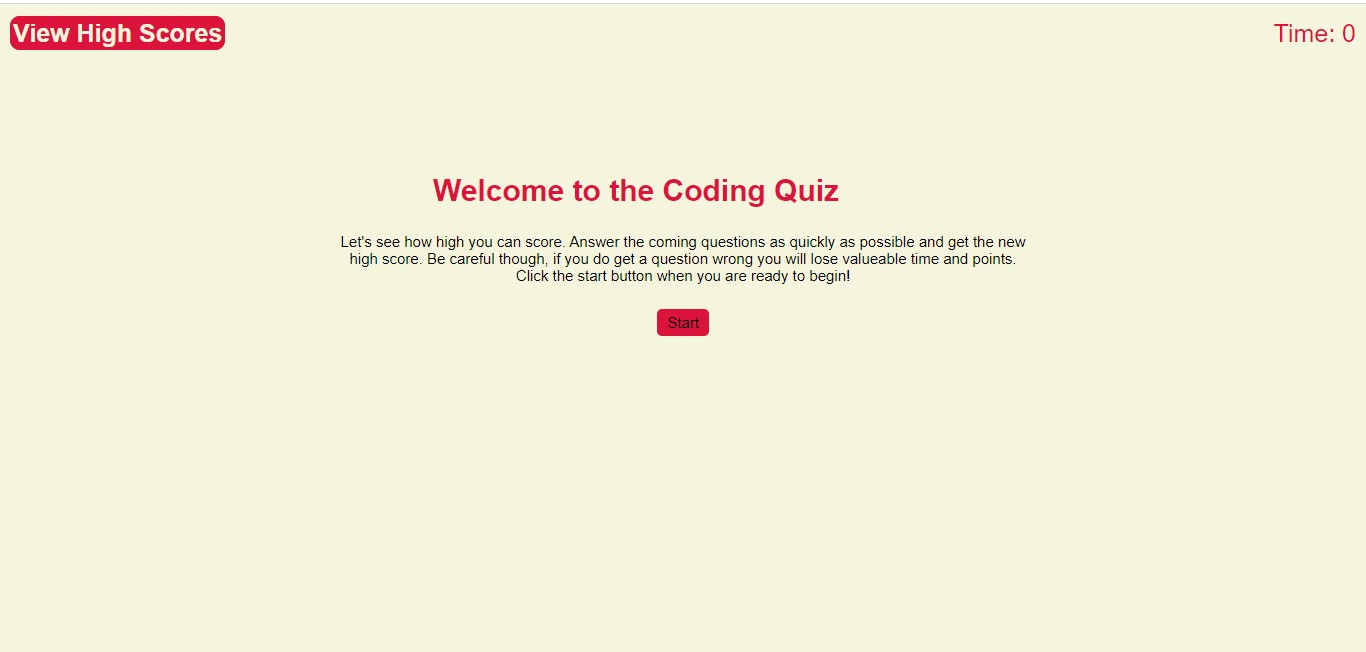 View High Scores
Time: 0
Welcome to the Coding Quiz
Let's see how high you can score. Answer the coming questions as quickly as possible and get the new
high score. Be careful though, if you do get a question wrong you will lose valueable time and points.
Click the start button when you are ready to begin!
Start